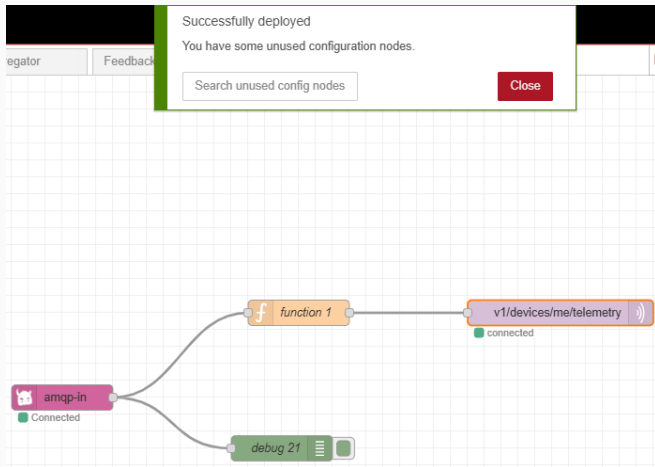 Successfully deployed
You have some unused configuration nodes.
regator
Feedback
Search unused config nodes
Close
function 1
v1/devices/me/telemetry
connected
amqp-in
Connected
debug 21